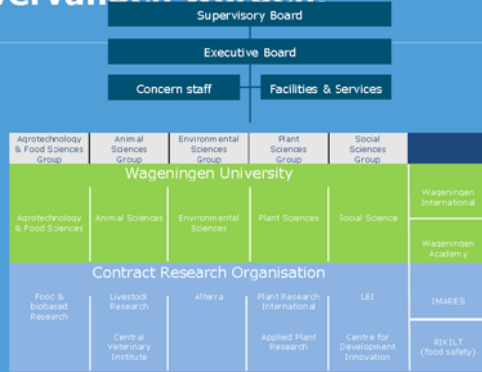 Supervisory Board
Executive Board
Concern staff
Facilities & Services
Agrotechnology
& Food Sciences
Group
Animal
Sciences
Group
Environmental
Sciences
Group
Plant
Sciences
Group
Social
Sciences
Group
Wageningen University
Agrotechnology
& Food Sciences
Animal Sciences
Environmental
Sciences
Plant Sciences
Social Science
Wageningen
International
Wageningen
Academy
Contract Research Organisation
Food &
biobased
Research
Livestock
Research
Central
Veterinary
Institute
Alterra
Plant Research
International
Applied Plant
Research
LEI
Centre for
Development
Innovation
IMARES
RIKILT
(food safety)